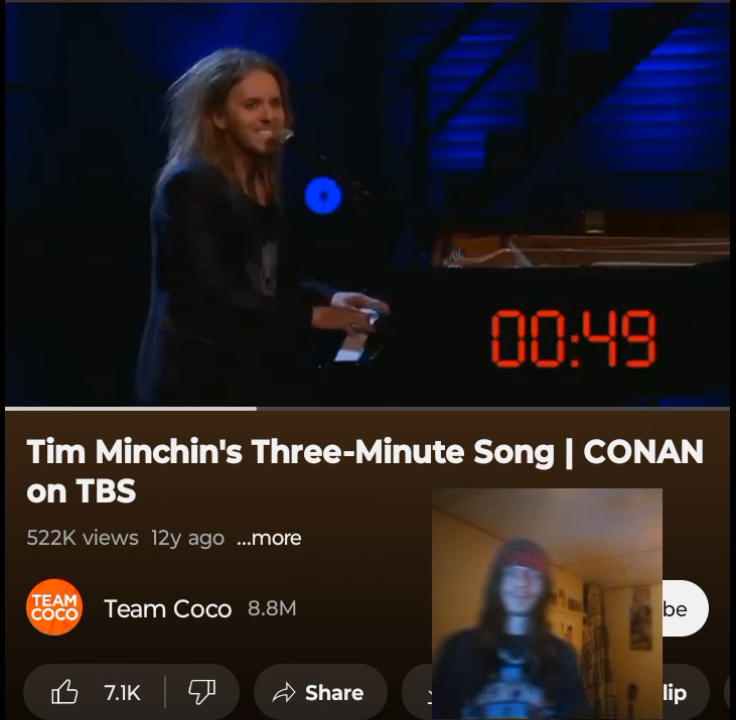 00:49
Tim Minchin's Three-Minute Song | CONAN
on TBS
522K views 12y ago ...more
TEAM
COCO
Team Coco 8.8M
be
7.1K Share lip